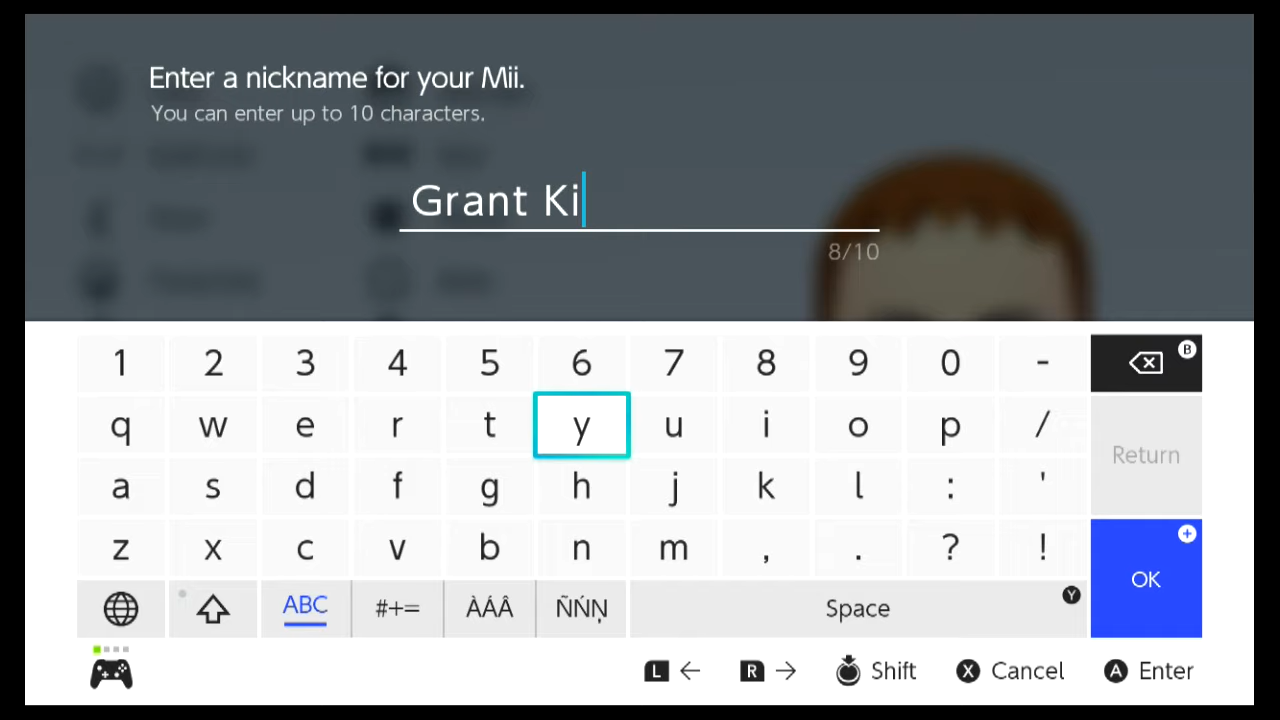 Enter a nickname for your Mii.
You can enter up to 10 characters.
Grant Ki
8/10
1 2 3 4 5 6 7 8 9 0 - B
q w e r t y u i o p /
Return
a s d f g h j k l : '
z x c v b n m , . ? ! +
OK
ABC #+= ÀÁÂ ÑŃŅ Space Y
L ← R → Shift X Cancel A Enter